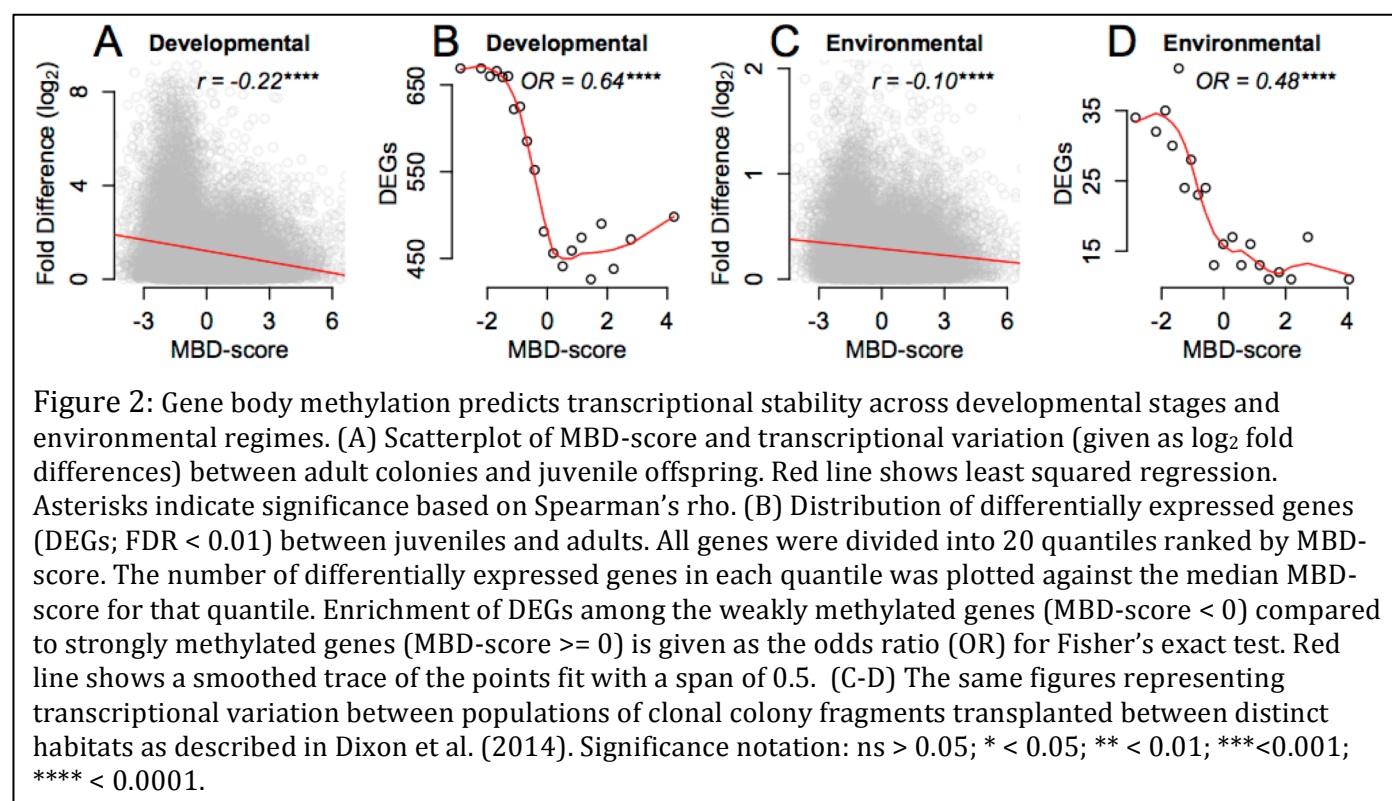 A Developmental
r = -0.22****
Fold Difference (log₂)
8
4
0
-3 0 3 6
MBD-score
B Developmental
OR = 0.64****
DEGs
650
550
450
-2 0 2 4
MBD-score
C Environmental
r = -0.10****
Fold Difference (log₂)
2
1
0
-3 0 3 6
MBD-score
D Environmental
OR = 0.48****
DEGs
35
25
15
-2 0 2 4
MBD-score
Figure 2: Gene body methylation predicts transcriptional stability across developmental stages and
environmental regimes. (A) Scatterplot of MBD-score and transcriptional variation (given as log₂ fold
differences) between adult colonies and juvenile offspring. Red line shows least squared regression.
Asterisks indicate significance based on Spearman’s rho. (B) Distribution of differentially expressed genes
(DEGs; FDR < 0.01) between juveniles and adults. All genes were divided into 20 quantiles ranked by MBD-
score. The number of differentially expressed genes in each quantile was plotted against the median MBD-
score for that quantile. Enrichment of DEGs among the weakly methylated genes (MBD-score < 0) compared
to strongly methylated genes (MBD-score >= 0) is given as the odds ratio (OR) for Fisher’s exact test. Red
line shows a smoothed trace of the points fit with a span of 0.5. (C-D) The same figures representing
transcriptional variation between populations of clonal colony fragments transplanted between distinct
habitats as described in Dixon et al. (2014). Significance notation: ns > 0.05; * < 0.05; ** < 0.01; ***<0.001;
**** < 0.0001.